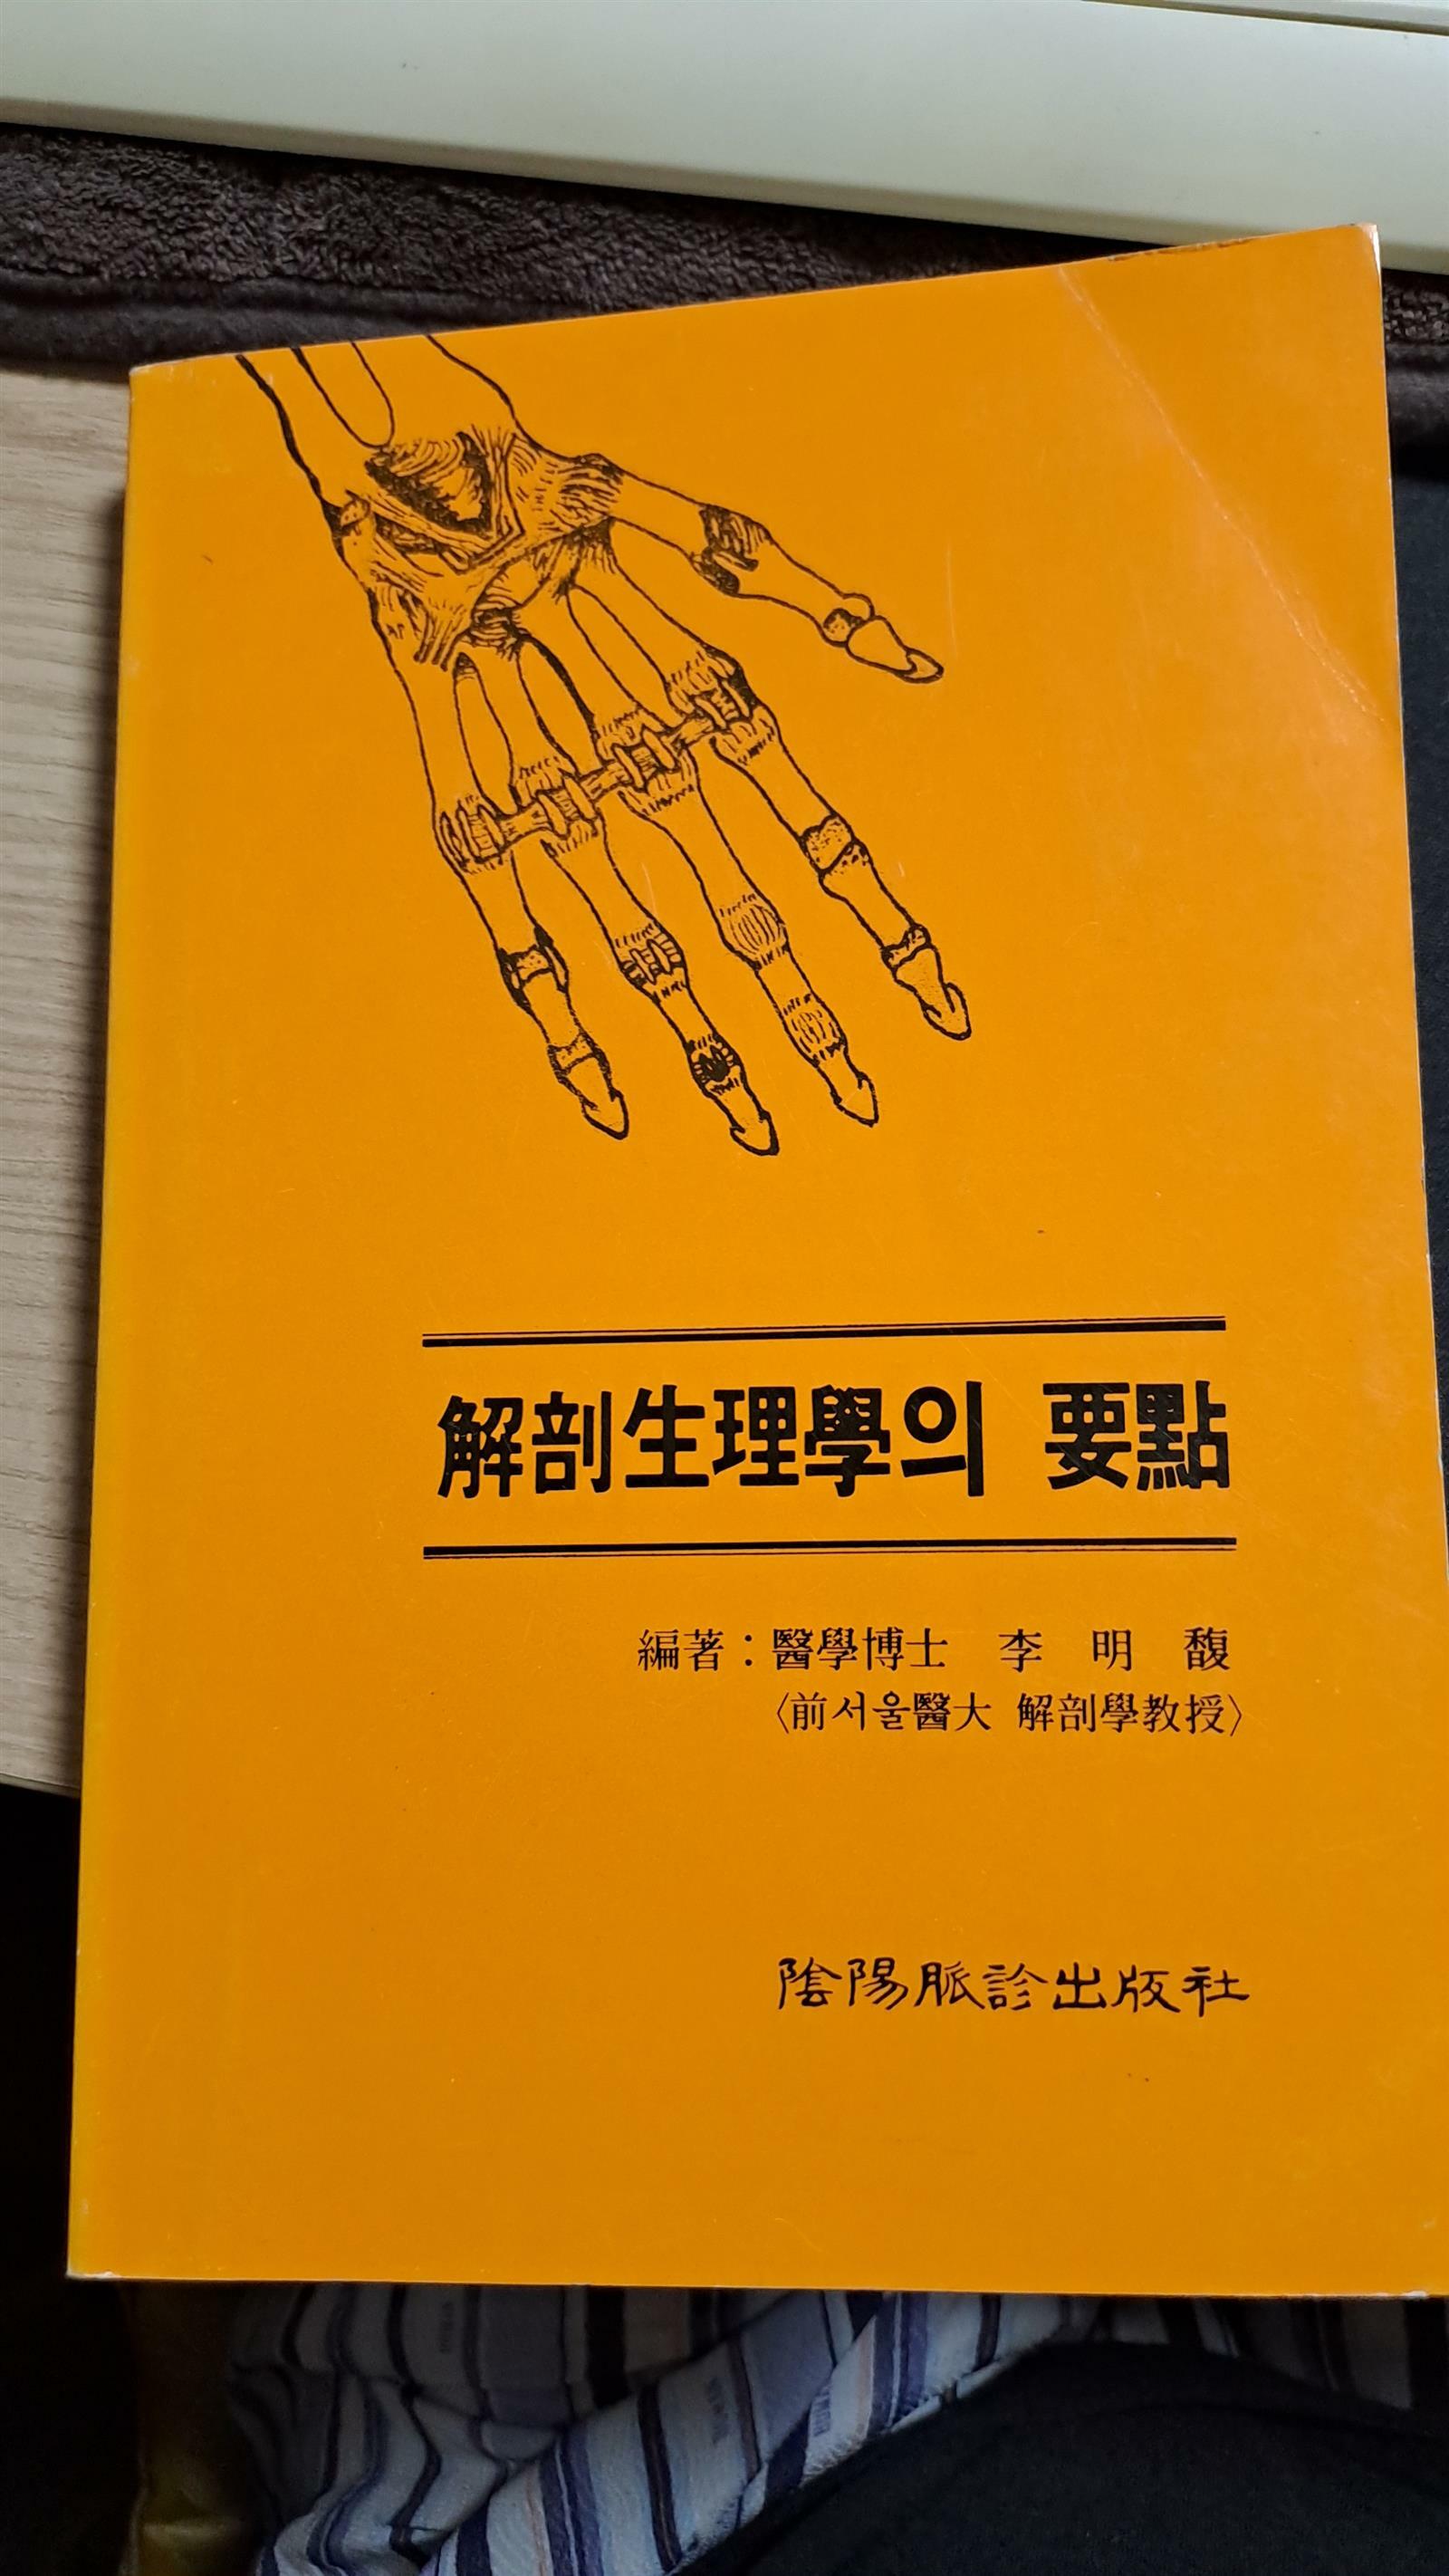 解剖生理學의 要點
編著：醫學博士 李 明 馥
〈前서울醫大 解剖學敎授〉
陰陽脈診出版社